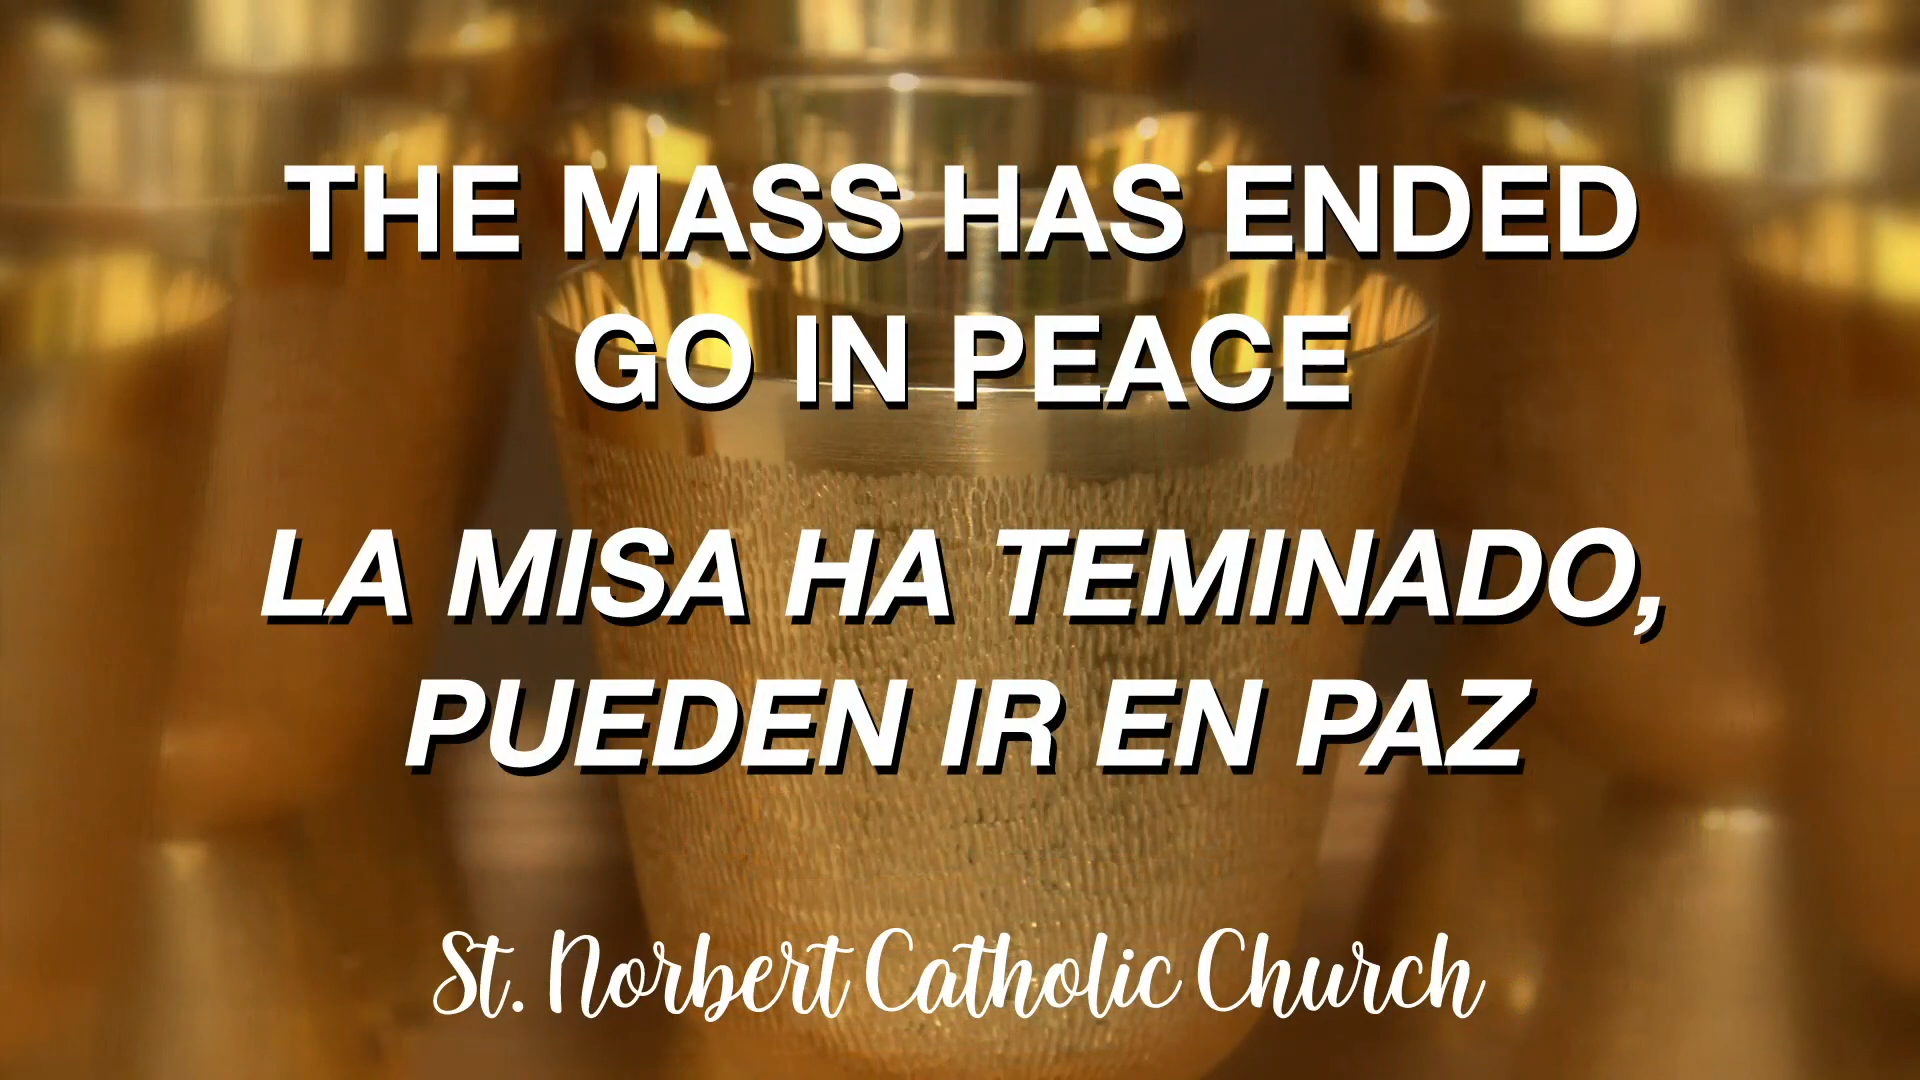 THE MASS HAS ENDED
GO IN PEACE
LA MISA HA TEMINADO,
PUEDEN IR EN PAZ
St. Norbert Catholic Church